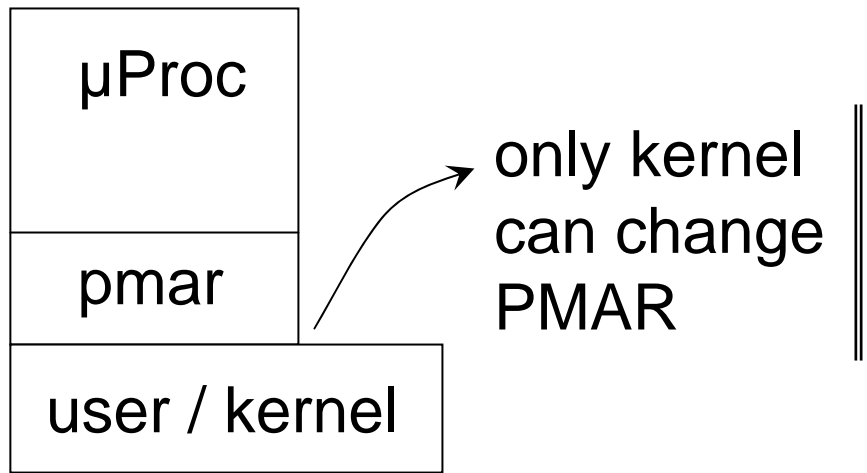 µProc
pmar
user / kernel
only kernel
can change
PMAR